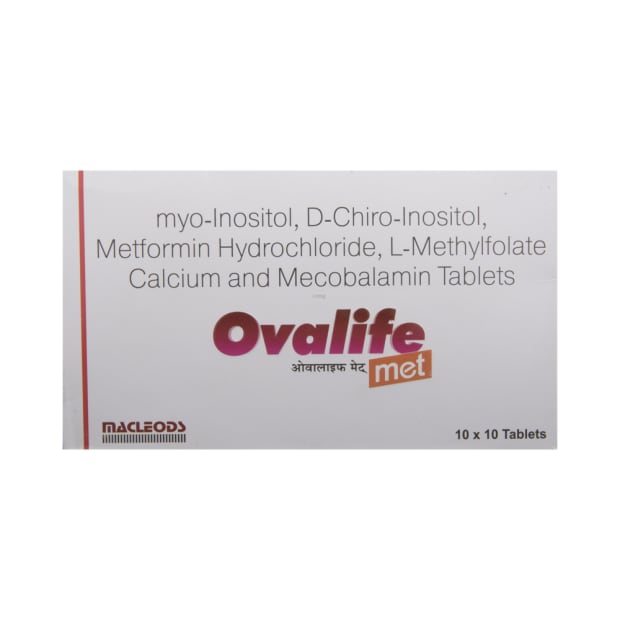 myo-Inositol, D-Chiro-Inositol,
Metformin Hydrochloride, L-Methylfolate
Calcium and Mecobalamin Tablets
Ovalife
ओवालाइफ मेट्
met
MACLEODS
10 x 10 Tablets